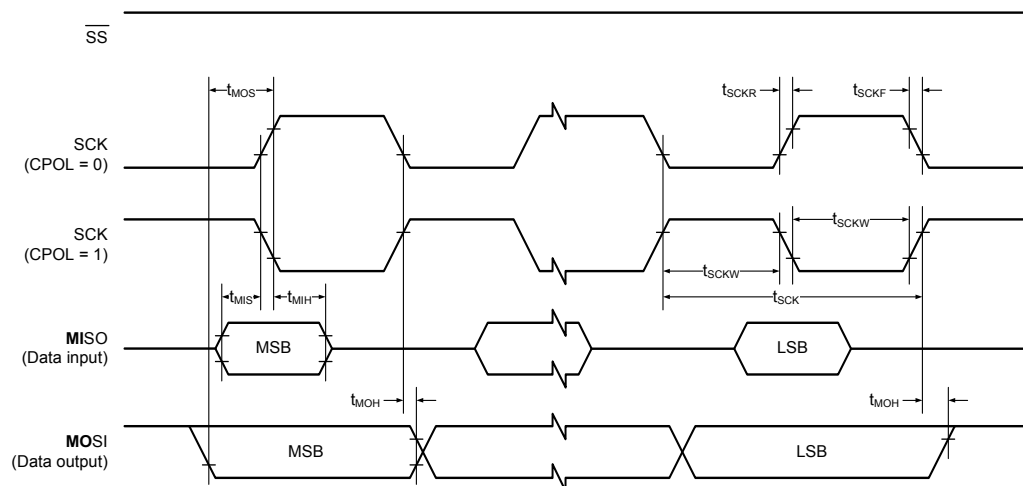 SS
tMOS
tSCKR
tSCKF
SCK
(CPOL = 0)
SCK
(CPOL = 1)
tSCKW
tSCKW
tMIS
tMIH
tSCK
MISO
(Data input)
MSB
LSB
tMOH
tMOH
MOSI
(Data output)
MSB
LSB